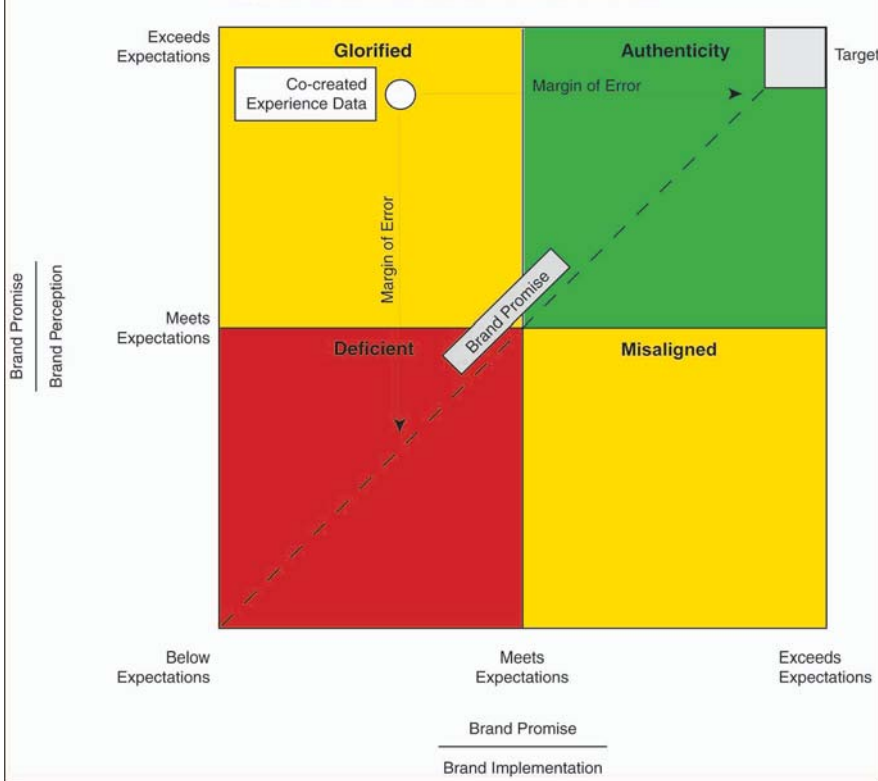 Exceeds
Expectations
Glorified
Authenticity
Target
Co-created
Experience Data
Margin of Error
Margin of Error
Brand Promise
Meets
Expectations
Deficient
Misaligned
Brand Promise
Brand Perception
Below
Expectations
Meets
Expectations
Exceeds
Expectations
Brand Promise
Brand Implementation